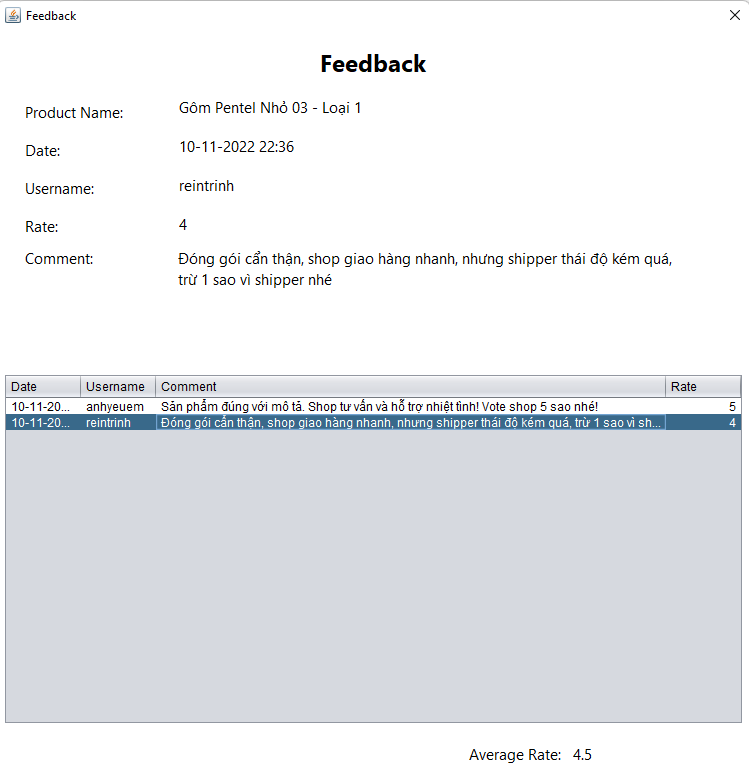 Feedback
Feedback
Product Name: Gôm Pentel Nhỏ 03 - Loại 1
Date: 10-11-2022 22:36
Username: reintrinh
Rate: 4
Comment: Đóng gói cẩn thận, shop giao hàng nhanh, nhưng shipper thái độ kém quá,
trừ 1 sao vì shipper nhé
Date Username Comment Rate
10-11-20... anhyeuem Sản phẩm đúng với mô tả. Shop tư vấn và hỗ trợ nhiệt tình! Vote shop 5 sao nhé! 5
10-11-20... reintrinh Đóng gói cẩn thận, shop giao hàng nhanh, nhưng shipper thái độ kém quá, trừ 1 sao vì sh... 4
Average Rate: 4.5